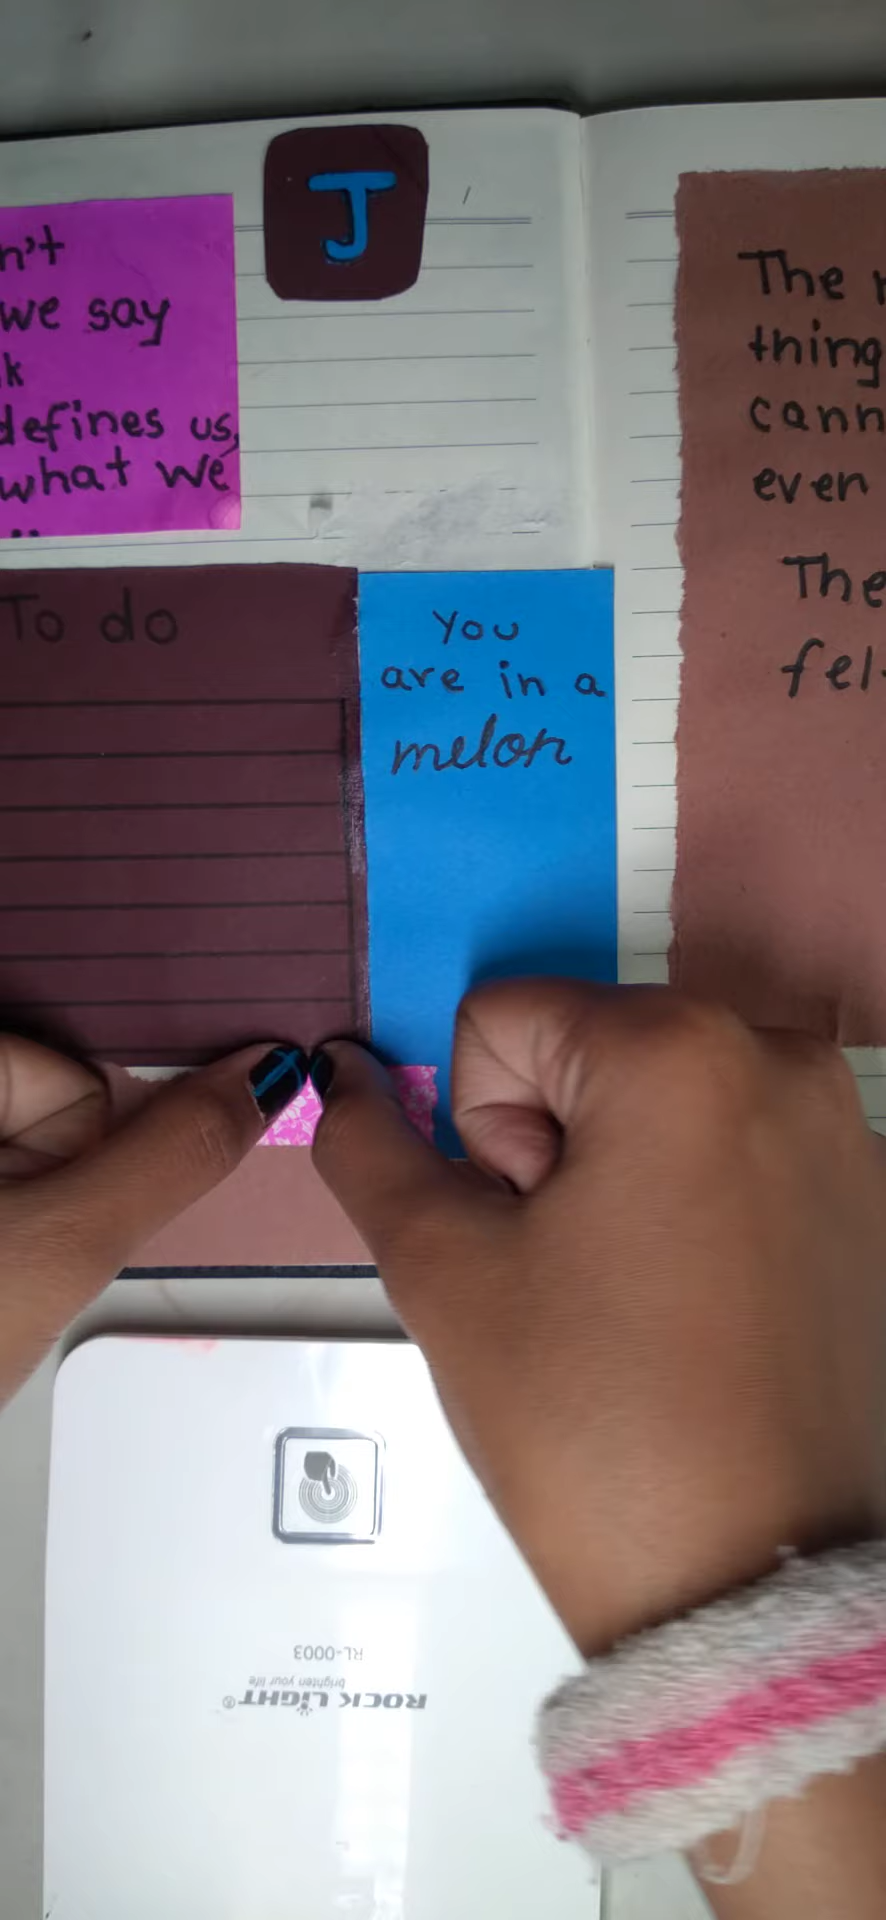 J
n't
we say
k
defines us,
what we
..
To do
You
are in a
melon
The
thing
cann
even
The
fel
RL-0003
brighten your life
ROCK LIGHT®